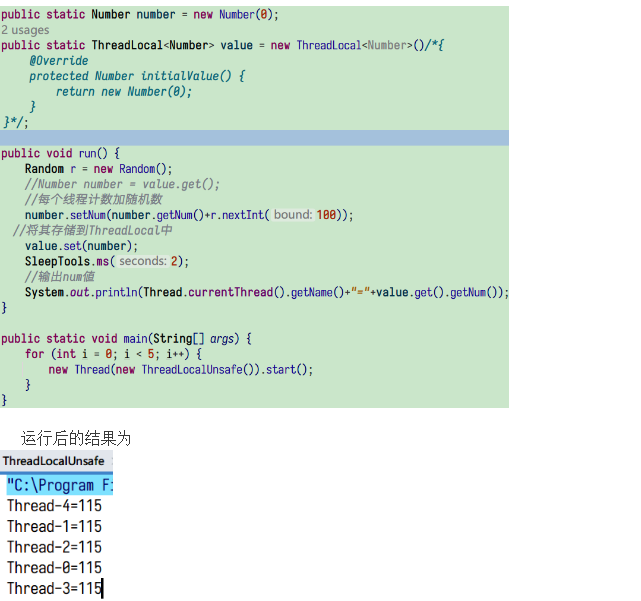 public static Number number = new Number(0);
2 usages
public static ThreadLocal<Number> value = new ThreadLocal<Number>()/*{
@Override
protected Number initialValue() {
return new Number(0);
}
}*/;
public void run() {
Random r = new Random();
//Number number = value.get();
//每个线程计数加随机数
number.setNum(number.getNum()+r.nextInt( bound: 100));
//将其存储到ThreadLocal中
value.set(number);
SleepTools.ms( seconds: 2);
//输出num值
System.out.println(Thread.currentThread().getName()+"="+value.get().getNum());
}
public static void main(String[] args) {
for (int i = 0; i < 5; i++) {
new Thread(new ThreadLocalUnsafe()).start();
}
}
运行后的结果为
ThreadLocalUnsafe
"C:\Program Fi
Thread-4=115
Thread-1=115
Thread-2=115
Thread-0=115
Thread-3=115